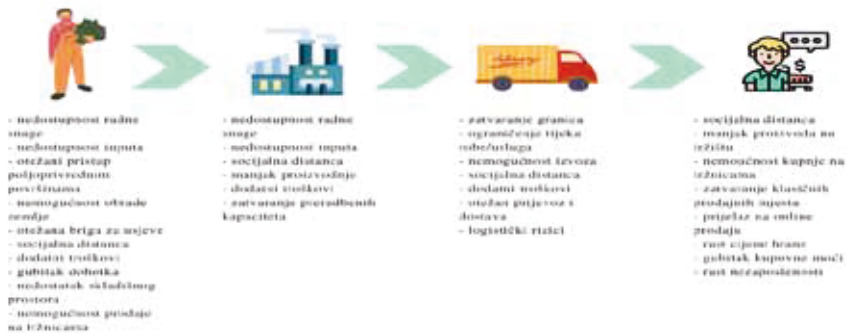 - nedostupnost radne
snage
- nedostupnost inputa
- otežani pristup
poljoprivrednom
površinama
- nemogućnost obrade
zemlje
- otežana briga za usjeve
- socijalna distanca
- dodatni troškovi
- gubitak dohotka
- nedostatak skladišnog
prostora
- nemogućnost prodaje
na tržnicama
- nedostupnost radne
snage
- nedostupnost inputa
- socijalna distanca
- manjak proizvodnje
- dodatni troškovi
- zatvaranje prerađbenih
kapaciteta
- zatvaranje granica
- ograničenje tijeka
robe/usluga
- nemogućnost izvoza
- socijalna distanca
- dodatni troškovi
- otežan prijevoz i
dostava
- logistički rizici
- socijalna distanca
- manjak proizvoda na
tržištu
- nemoućnost kupnje na
tržnicama
- zatvaranje klasičnih
prodajnih mjesta
- prijelaz na online
prodaju
- rast cijene hrane
- gubitak kupovne moći
- rast nezaposlenosti